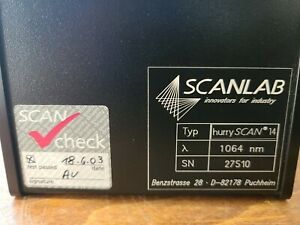 SCAN
check
18.6.03
test passed date
AU
signature
SCANLAB
innovators for industry
Typ hurrySCAN® 14
λ 1064 nm
SN 27510
Benzstrasse 28 · D-82178 Puchheim